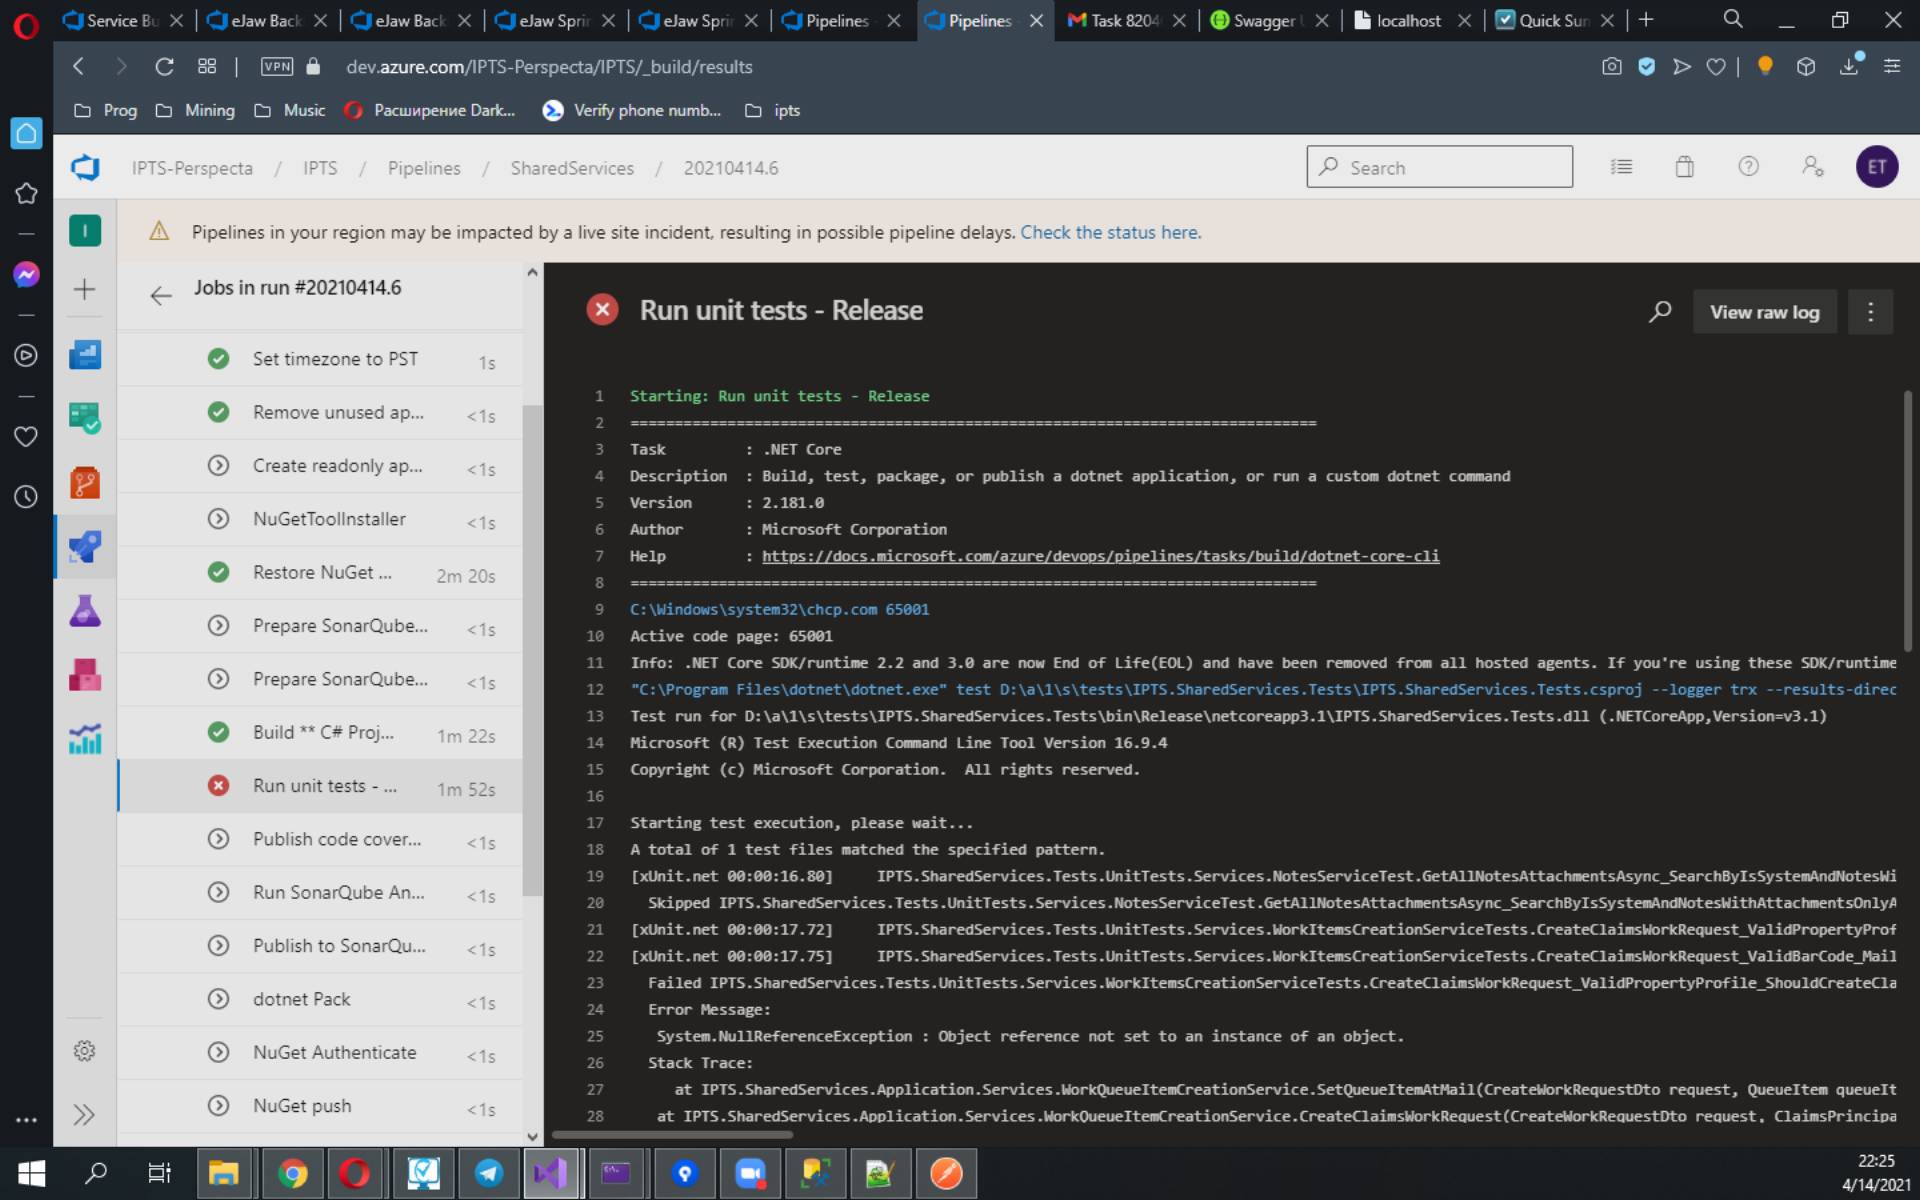 Service Bu
eJaw Back
eJaw Back
eJaw Sprin
eJaw Sprin
Pipelines
Pipelines
Task 8204
Swagger U
localhost
Quick Sum
VPN
dev.azure.com/IPTS-Perspecta/IPTS/_build/results
Prog
Mining
Music
Расширение Dark...
Verify phone numb...
ipts
IPTS-Perspecta / IPTS / Pipelines / SharedServices / 20210414.6
Search
ET
I
Pipelines in your region may be impacted by a live site incident, resulting in possible pipeline delays. Check the status here.
Jobs in run #20210414.6
Set timezone to PST 1s
Remove unused ap... <1s
Create readonly ap... <1s
NuGetToolInstaller <1s
Restore NuGet ... 2m 20s
Prepare SonarQube... <1s
Prepare SonarQube... <1s
Build ** C# Proj... 1m 22s
Run unit tests - ... 1m 52s
Publish code cover... <1s
Run SonarQube An... <1s
Publish to SonarQu... <1s
dotnet Pack <1s
NuGet Authenticate <1s
NuGet push <1s
Run unit tests - Release
View raw log
1 Starting: Run unit tests - Release
2 ==============================================================================
3 Task : .NET Core
4 Description : Build, test, package, or publish a dotnet application, or run a custom dotnet command
5 Version : 2.181.0
6 Author : Microsoft Corporation
7 Help : https://docs.microsoft.com/azure/devops/pipelines/tasks/build/dotnet-core-cli
8 ==============================================================================
9 C:\Windows\system32\chcp.com 65001
10 Active code page: 65001
11 Info: .NET Core SDK/runtime 2.2 and 3.0 are now End of Life(EOL) and have been removed from all hosted agents. If you're using these SDK/runtime
12 "C:\Program Files\dotnet\dotnet.exe" test D:\a\1\s\tests\IPTS.SharedServices.Tests\IPTS.SharedServices.Tests.csproj --logger trx --results-direc
13 Test run for D:\a\1\s\tests\IPTS.SharedServices.Tests\bin\Release\netcoreapp3.1\IPTS.SharedServices.Tests.dll (.NETCoreApp,Version=v3.1)
14 Microsoft (R) Test Execution Command Line Tool Version 16.9.4
15 Copyright (c) Microsoft Corporation.  All rights reserved.
16
17 Starting test execution, please wait...
18 A total of 1 test files matched the specified pattern.
19 [xUnit.net 00:00:16.80] IPTS.SharedServices.Tests.UnitTests.Services.NotesServiceTest.GetAllNotesAttachmentsAsync_SearchByIsSystemAndNotesWi
20 Skipped IPTS.SharedServices.Tests.UnitTests.Services.NotesServiceTest.GetAllNotesAttachmentsAsync_SearchByIsSystemAndNotesWithAttachmentsOnlyA
21 [xUnit.net 00:00:17.72] IPTS.SharedServices.Tests.UnitTests.Services.WorkItemsCreationServiceTests.CreateClaimsWorkRequest_ValidPropertyProf
22 [xUnit.net 00:00:17.75] IPTS.SharedServices.Tests.UnitTests.Services.WorkItemsCreationServiceTests.CreateClaimsWorkRequest_ValidBarCode_Mail
23 Failed IPTS.SharedServices.Tests.UnitTests.Services.WorkItemsCreationServiceTests.CreateClaimsWorkRequest_ValidPropertyProfile_ShouldCreateCla
24 Error Message:
25 System.NullReferenceException : Object reference not set to an instance of an object.
26 Stack Trace:
27 at IPTS.SharedServices.Application.Services.WorkQueueItemCreationService.SetQueueItemAtMail(CreateWorkRequestDto request, QueueItem queueIt
28 at IPTS.SharedServices.Application.Services.WorkQueueItemCreationService.CreateClaimsWorkRequest(CreateWorkRequestDto request, ClaimsPrincipa
22:25
4/14/2021